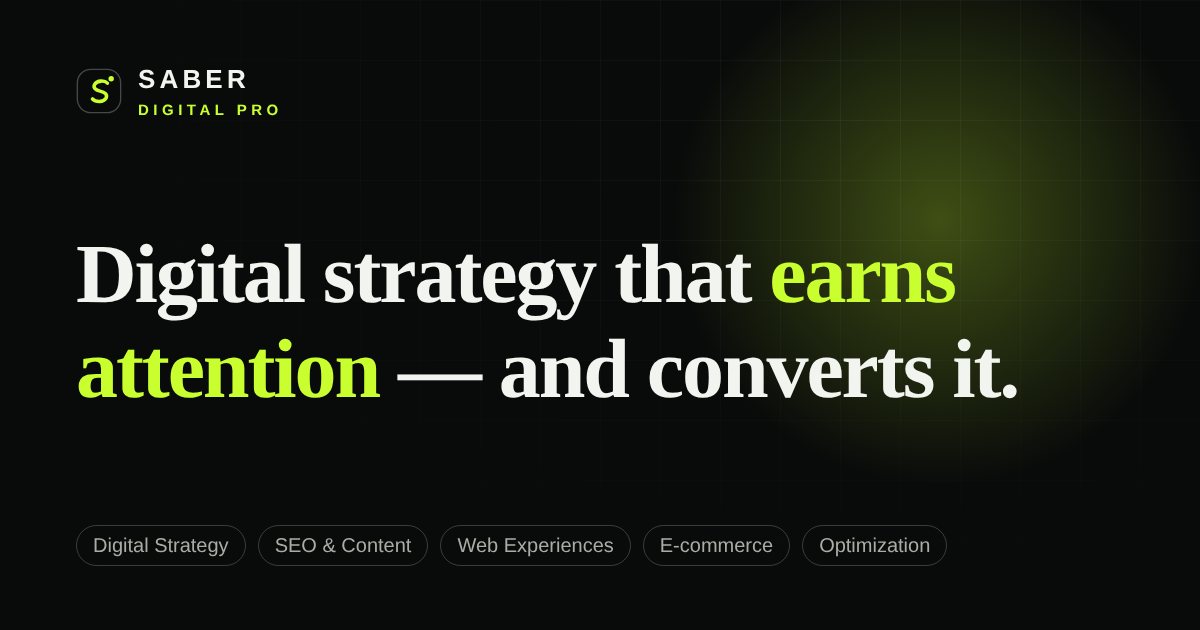 SABER
DIGITAL PRO
Digital strategy that earns
attention — and converts it.
Digital Strategy
SEO & Content
Web Experiences
E-commerce
Optimization